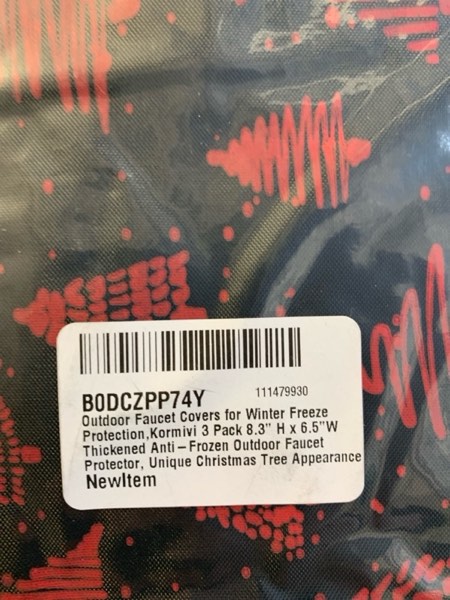 B0DCZPP74Y 111479930
Outdoor Faucet Covers for Winter Freeze
Protection,Kormivi 3 Pack 8.3” H x 6.5”W
Thickened Anti–Frozen Outdoor Faucet
Protector, Unique Christmas Tree Appearance
NewItem